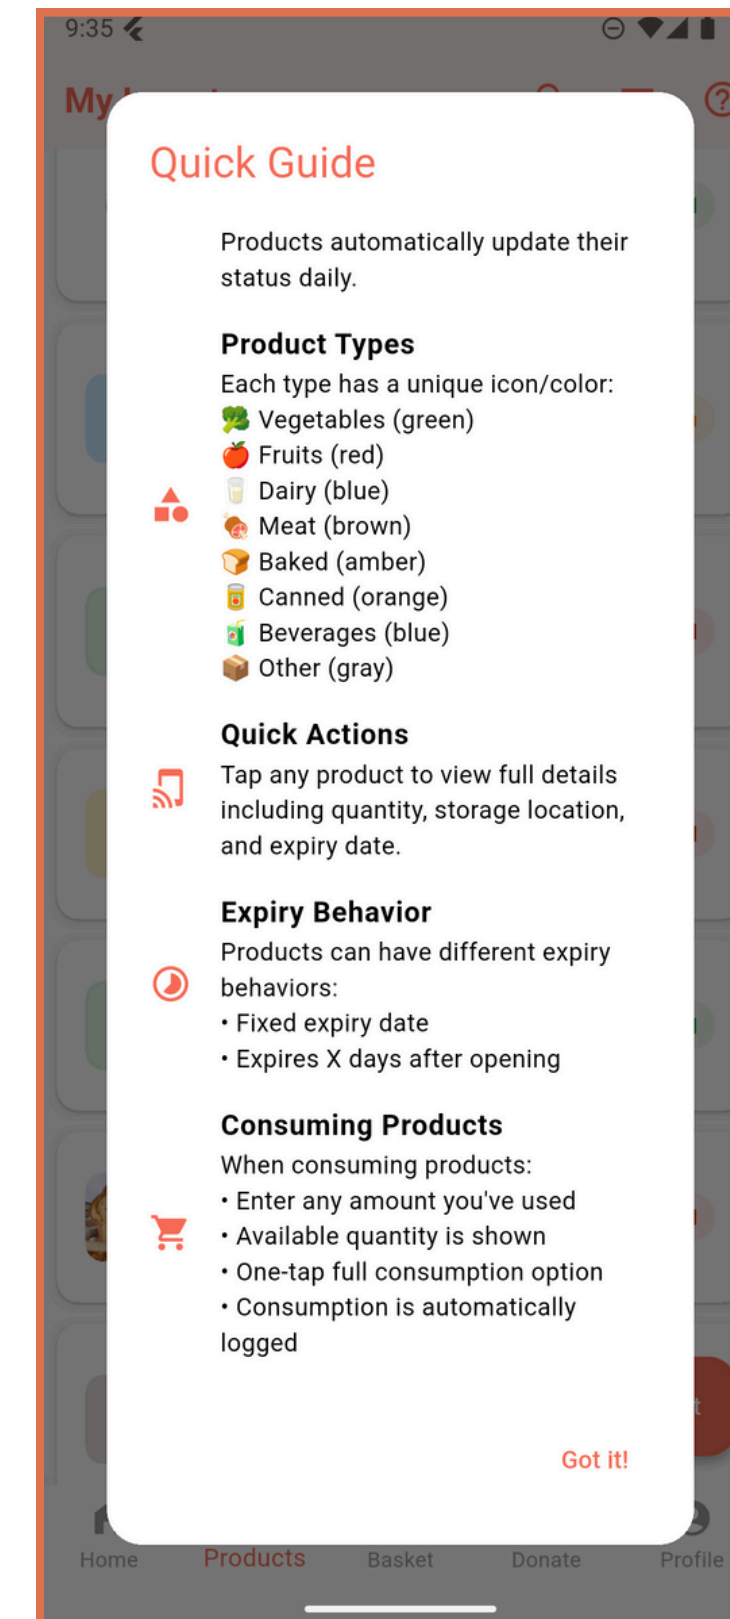 9:35
My
Quick Guide
Products automatically update their
status daily.
Product Types
Each type has a unique icon/color:
🥦 Vegetables (green)
🍎 Fruits (red)
🥛 Dairy (blue)
🍖 Meat (brown)
🍞 Baked (amber)
🥫 Canned (orange)
🧃 Beverages (blue)
📦 Other (gray)
Quick Actions
Tap any product to view full details
including quantity, storage location,
and expiry date.
Expiry Behavior
Products can have different expiry
behaviors:
• Fixed expiry date
• Expires X days after opening
Consuming Products
When consuming products:
• Enter any amount you've used
• Available quantity is shown
• One-tap full consumption option
• Consumption is automatically
logged
Got it!
Home Products Basket Donate Profile